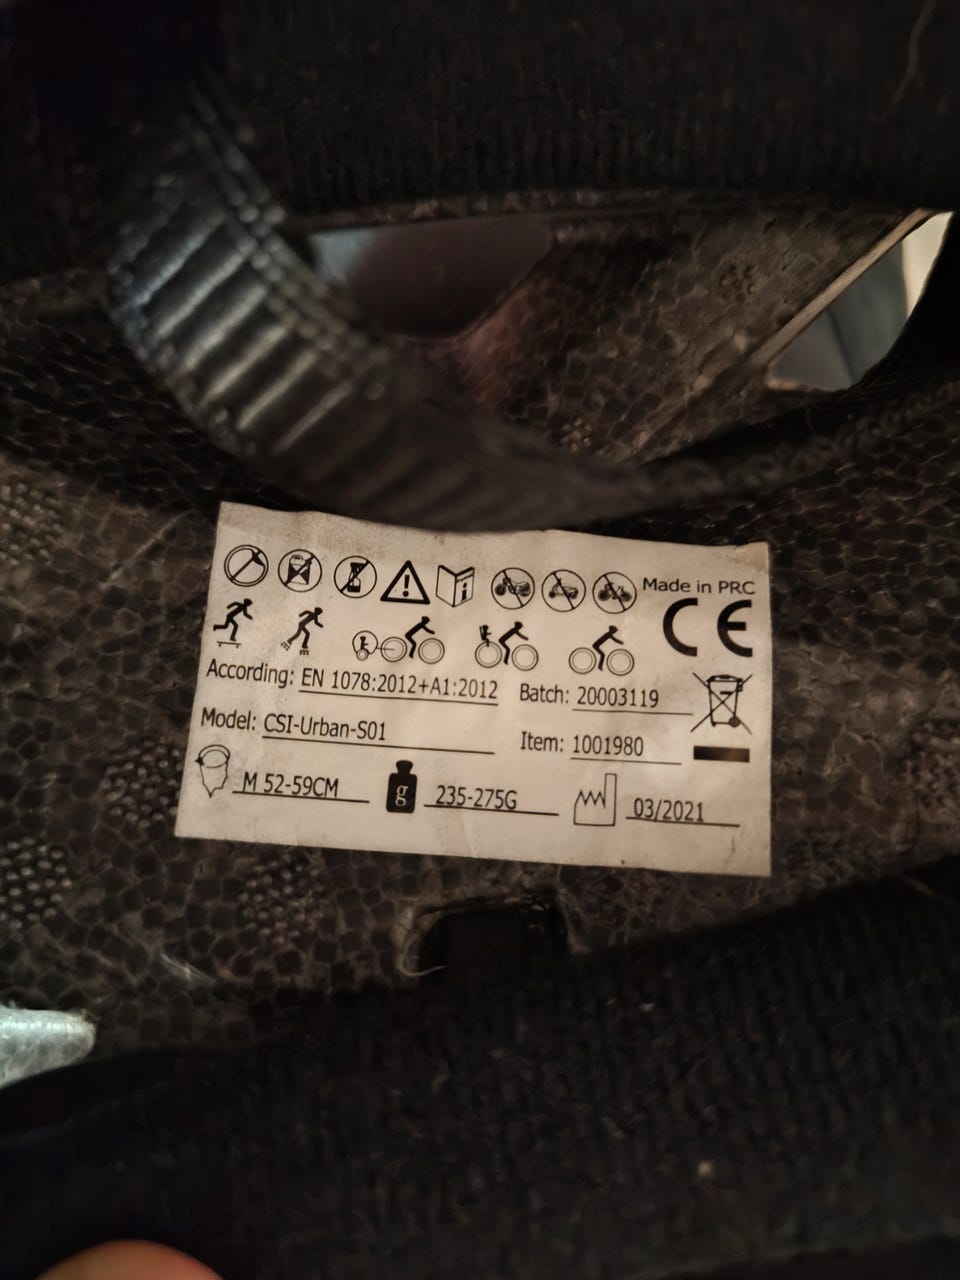 Made in PRC
CE
According: EN 1078:2012+A1:2012 Batch: 20003119
Model: CSI-Urban-S01 Item: 1001980
M 52-59CM g 235-275G 03/2021